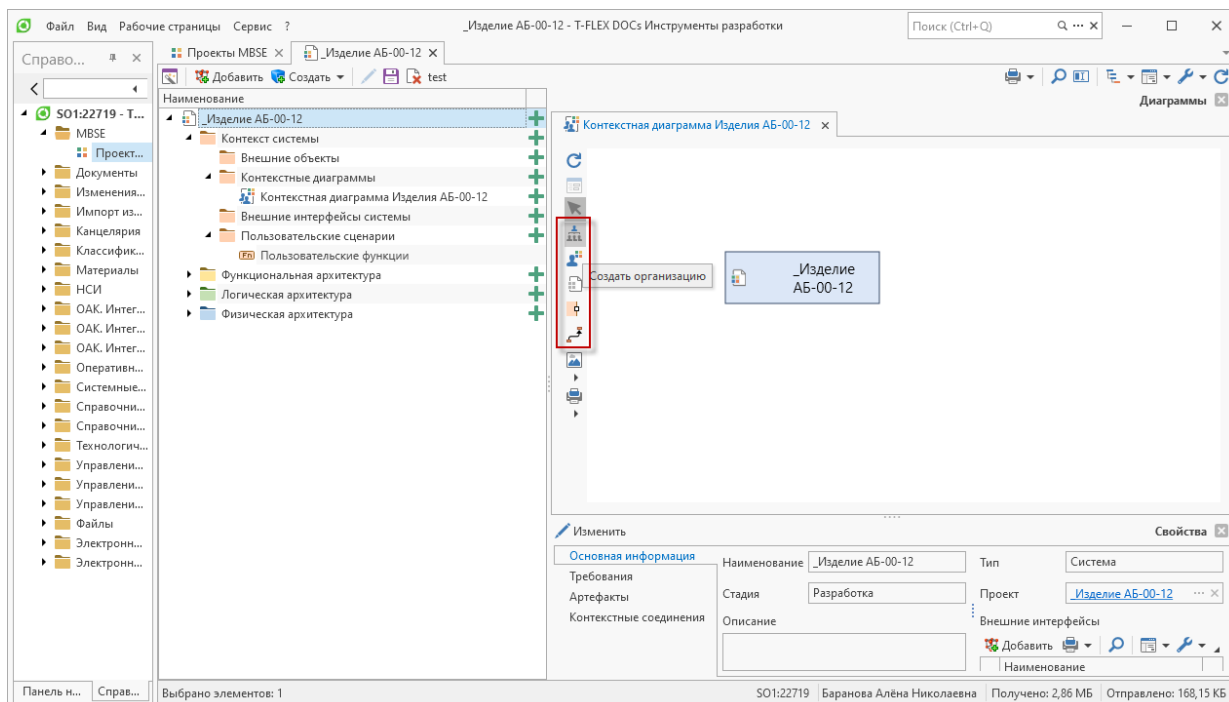 Файл Вид Рабочие страницы Сервис ? _Изделие АБ-00-12 - T-FLEX DOCs Инструменты разработки Поиск (Ctrl+Q)
Справо...
Проекты MBSE _Изделие АБ-00-12
Добавить Создать test
Диаграммы
SO1:22719 - T...
MBSE
Проект...
Документы
Изменения...
Импорт из...
Канцелярия
Классифик...
Материалы
НСИ
ОАК. Интег...
ОАК. Интег...
ОАК. Интег...
Оперативн...
Системные...
Справочни...
Справочни...
Технологич...
Управлени...
Управлени...
Управлени...
Файлы
Электронн...
Электронн...
Панель н... Справ...
Наименование
_Изделие АБ-00-12
Контекст системы
Внешние объекты
Контекстные диаграммы
Контекстная диаграмма Изделия АБ-00-12
Внешние интерфейсы системы
Пользовательские сценарии
Fn Пользовательские функции
Функциональная архитектура
Логическая архитектура
Физическая архитектура
Контекстная диаграмма Изделия АБ-00-12
Создать организацию
_Изделие
АБ-00-12
Изменить Свойства
Основная информация
Требования
Артефакты
Контекстные соединения
Наименование _Изделие АБ-00-12 Тип Система
Стадия Разработка Проект _Изделие АБ-00-12
Описание Внешние интерфейсы
Добавить
Наименование
Выбрано элементов: 1 SO1:22719 Баранова Алёна Николаевна Получено: 2,86 МБ Отправлено: 168,15 КБ